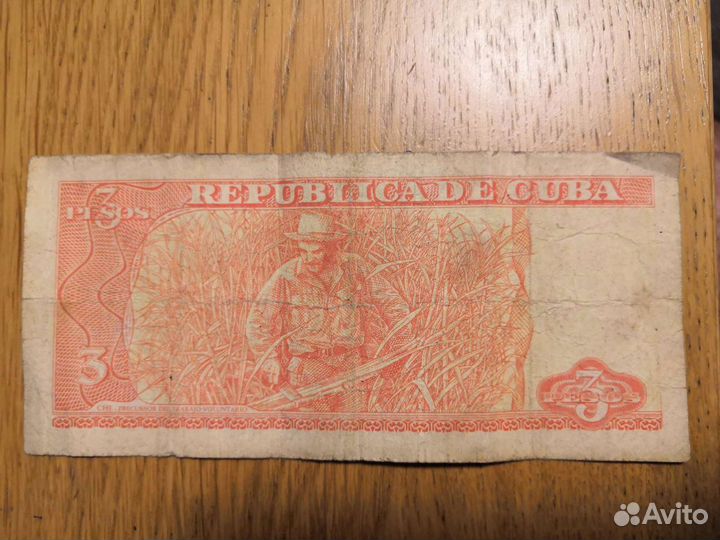 REPUBLICA DE CUBA
3
PESOS
3
CHE: PRECURSOR DEL TRABAJO VOLUNTARIO
3
PESOS
Avito